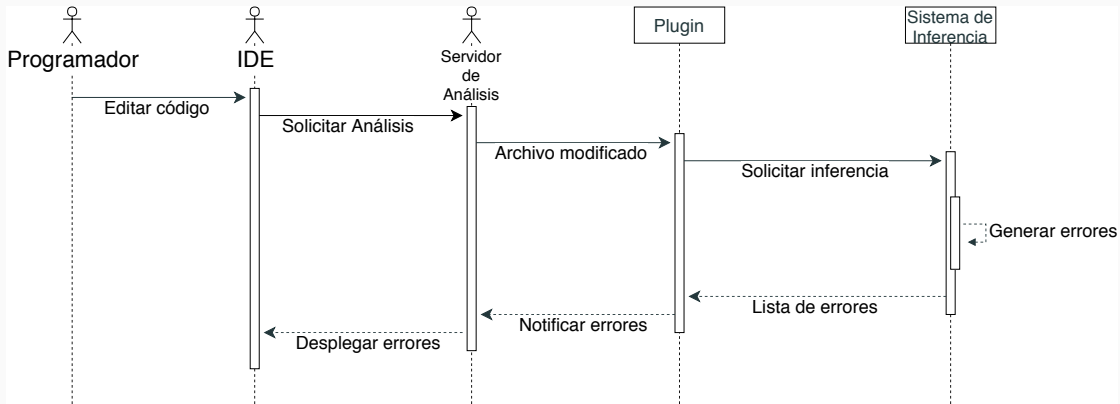 Programador
IDE
Servidor
de
Análisis
Plugin
Sistema de
Inferencia
Editar código
Solicitar Análisis
Archivo modificado
Solicitar inferencia
Generar errores
Lista de errores
Notificar errores
Desplegar errores